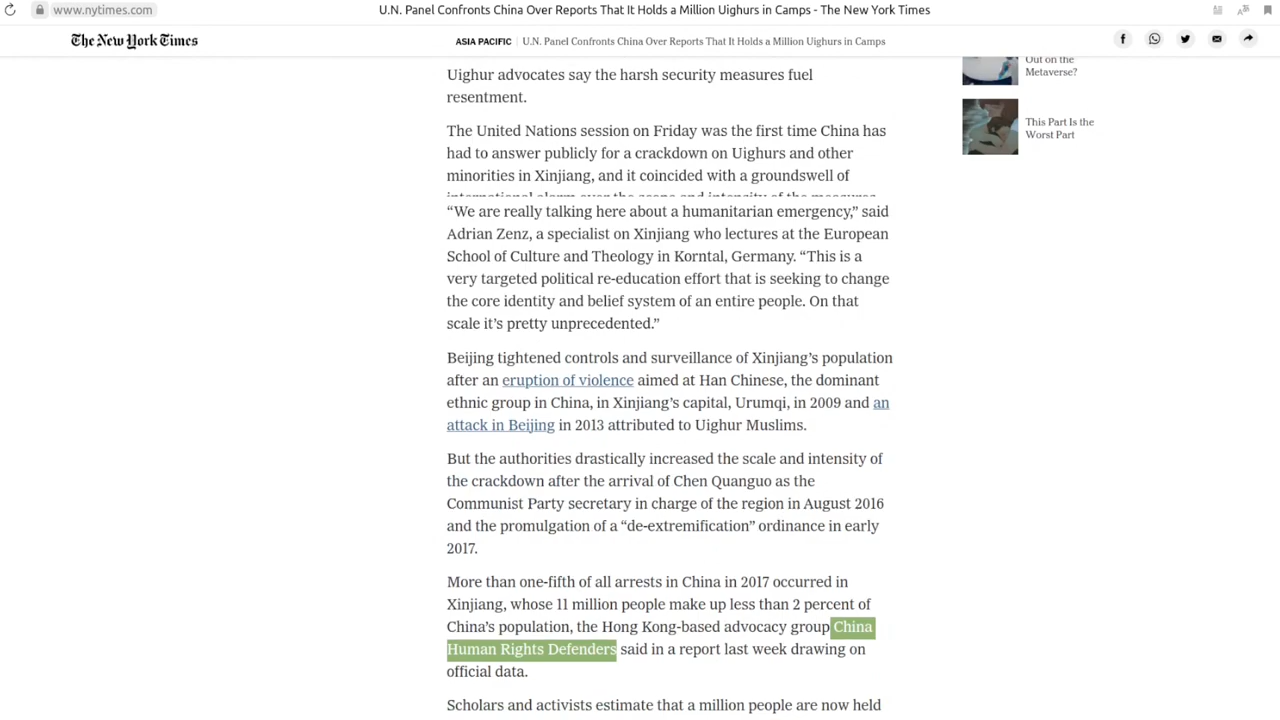 www.nytimes.com
U.N. Panel Confronts China Over Reports That It Holds a Million Uighurs in Camps - The New York Times
The New York Times
ASIA PACIFIC | U.N. Panel Confronts China Over Reports That It Holds a Million Uighurs in Camps
Uighur advocates say the harsh security measures fuel
resentment.
The United Nations session on Friday was the first time China has
had to answer publicly for a crackdown on Uighurs and other
minorities in Xinjiang, and it coincided with a groundswell of
international alarm over the scope and intensity of the measures
“We are really talking here about a humanitarian emergency,” said
Adrian Zenz, a specialist on Xinjiang who lectures at the European
School of Culture and Theology in Korntal, Germany. “This is a
very targeted political re-education effort that is seeking to change
the core identity and belief system of an entire people. On that
scale it’s pretty unprecedented.”
Beijing tightened controls and surveillance of Xinjiang’s population
after an eruption of violence aimed at Han Chinese, the dominant
ethnic group in China, in Xinjiang’s capital, Urumqi, in 2009 and an
attack in Beijing in 2013 attributed to Uighur Muslims.
But the authorities drastically increased the scale and intensity of
the crackdown after the arrival of Chen Quanguo as the
Communist Party secretary in charge of the region in August 2016
and the promulgation of a “de-extremification” ordinance in early
2017.
More than one-fifth of all arrests in China in 2017 occurred in
Xinjiang, whose 11 million people make up less than 2 percent of
China’s population, the Hong Kong-based advocacy group China
Human Rights Defenders said in a report last week drawing on
official data.
Scholars and activists estimate that a million people are now held
Out on the
Metaverse?
This Part Is the
Worst Part